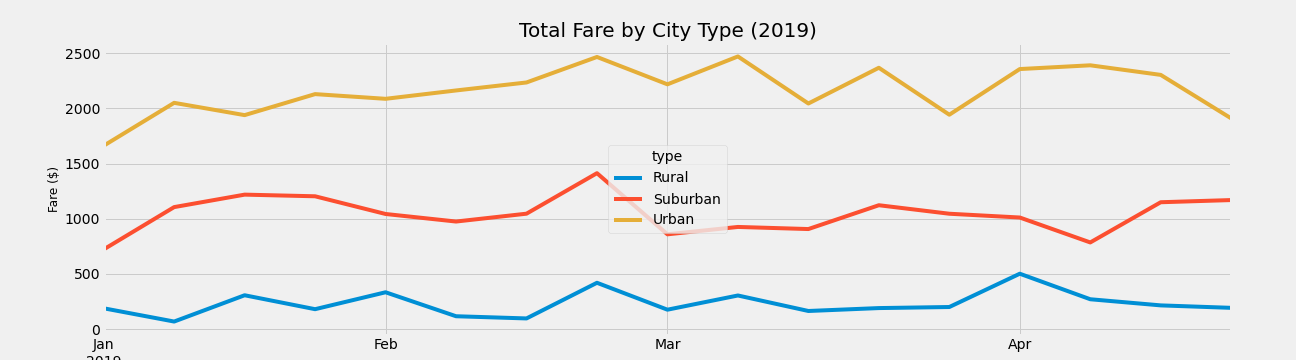 Total Fare by City Type (2019)
2500
2000
1500
1000
500
0
Fare ($)
type
Rural
Suburban
Urban
Jan Feb Mar Apr
2019